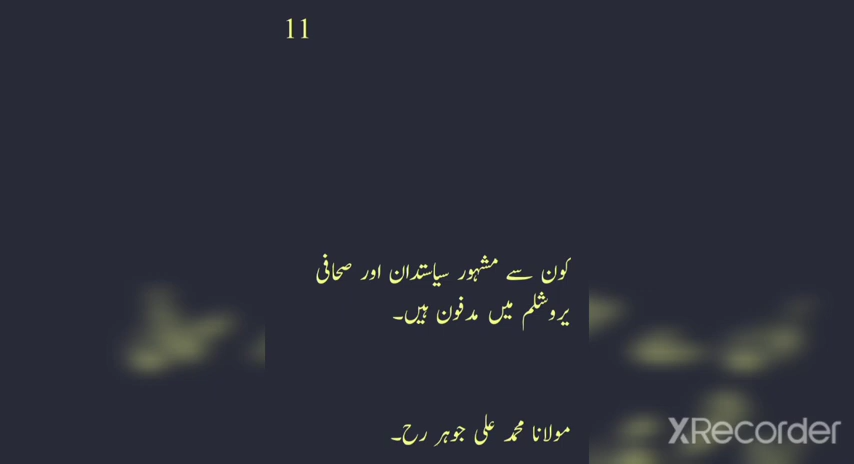 11
کون سے مشہور سیاستدان اور صحافی
یروشلم میں مدفون ہیں۔
مولانا محمد علی جوہر رح۔
XRecorder